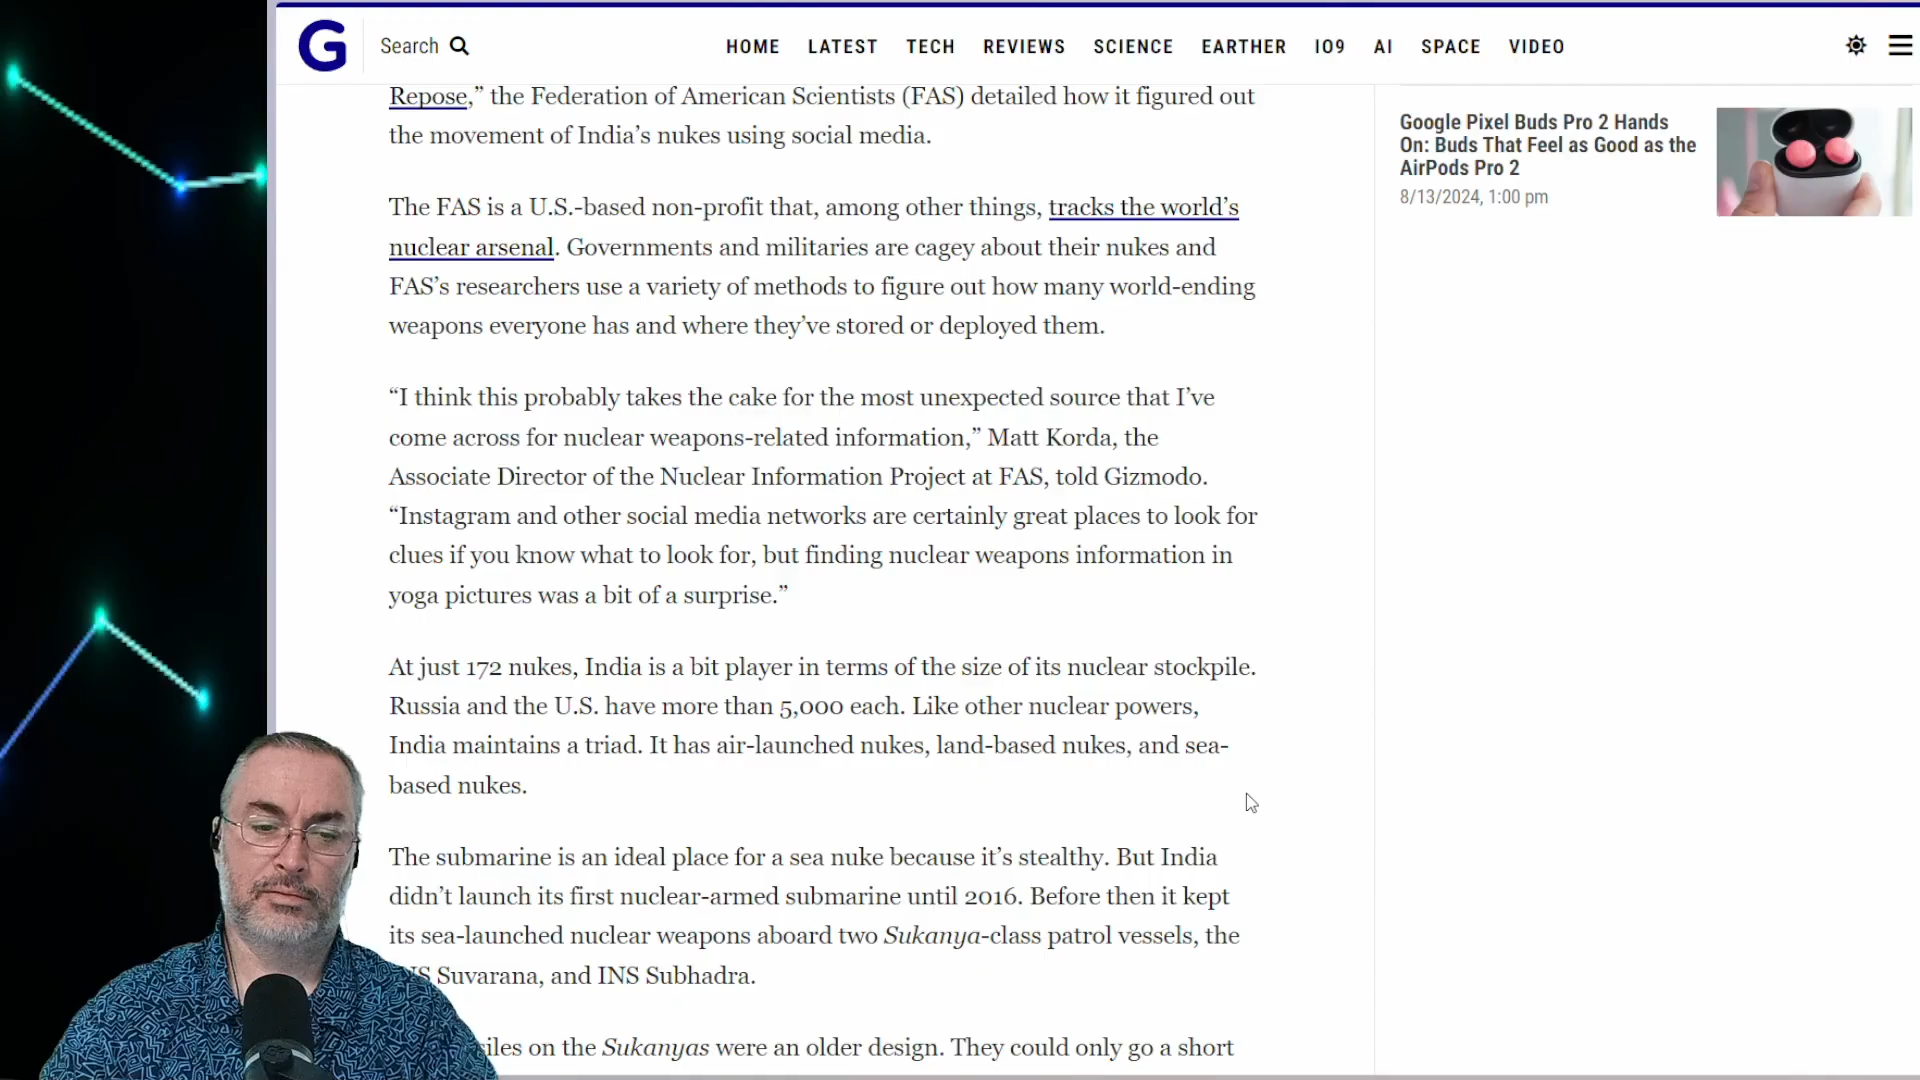 G
Search
HOME LATEST TECH REVIEWS SCIENCE EARTHER IO9 AI SPACE VIDEO
Repose,” the Federation of American Scientists (FAS) detailed how it figured out
the movement of India’s nukes using social media.
The FAS is a U.S.-based non-profit that, among other things, tracks the world’s
nuclear arsenal. Governments and militaries are cagey about their nukes and
FAS’s researchers use a variety of methods to figure out how many world-ending
weapons everyone has and where they’ve stored or deployed them.
“I think this probably takes the cake for the most unexpected source that I’ve
come across for nuclear weapons-related information,” Matt Korda, the
Associate Director of the Nuclear Information Project at FAS, told Gizmodo.
“Instagram and other social media networks are certainly great places to look for
clues if you know what to look for, but finding nuclear weapons information in
yoga pictures was a bit of a surprise.”
At just 172 nukes, India is a bit player in terms of the size of its nuclear stockpile.
Russia and the U.S. have more than 5,000 each. Like other nuclear powers,
India maintains a triad. It has air-launched nukes, land-based nukes, and sea-
based nukes.
The submarine is an ideal place for a sea nuke because it’s stealthy. But India
didn’t launch its first nuclear-armed submarine until 2016. Before then it kept
its sea-launched nuclear weapons aboard two Sukanya-class patrol vessels, the
Suvarana, and INS Subhadra.
on the Sukanyas were an older design. They could only go a short
Google Pixel Buds Pro 2 Hands
On: Buds That Feel as Good as the
AirPods Pro 2
8/13/2024, 1:00 pm